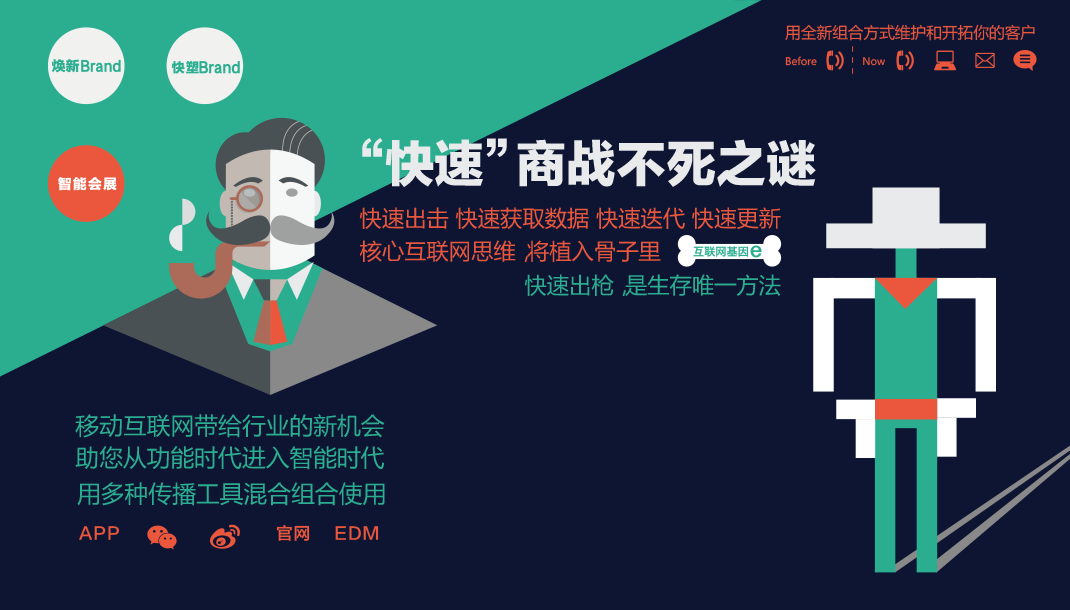 焕新Brand
快塑Brand
智能会展
用全新组合方式维护和开拓你的客户
Before Now
“快速”商战不死之谜
快速出击 快速获取数据 快速迭代 快速更新
核心互联网思维 将植入骨子里 互联网基因e
快速出枪 是生存唯一方法
移动互联网带给行业的新机会
助您从功能时代进入智能时代
用多种传播工具混合组合使用
APP 官网 EDM